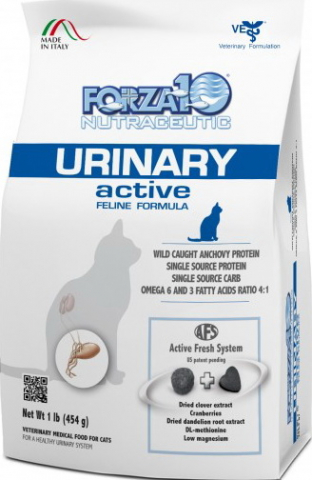 MADE
IN ITALY
VETS
Veterinary Formulation
FORZA10
NUTRACEUTIC
URINARY
active
FELINE FORMULA
WILD CAUGHT ANCHOVY PROTEIN
SINGLE SOURCE PROTEIN
SINGLE SOURCE CARB
OMEGA 6 AND 3 FATTY ACIDS RATIO 4:1
AFS
Active Fresh System
US patent pending
+
Dried clover extract
Cranberries
Dried dandelion root extract
DL-methionine
Low magnesium
Net Wt 1 lb (454 g)
VETERINARY MEDICAL FOOD FOR CATS
FOR A HEALTHY URINARY SYSTEM